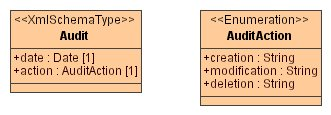 <<XmlSchemaType>>
Audit
+date : Date [1]
+action : AuditAction [1]
<<Enumeration>>
AuditAction
+creation : String
+modification : String
+deletion : String